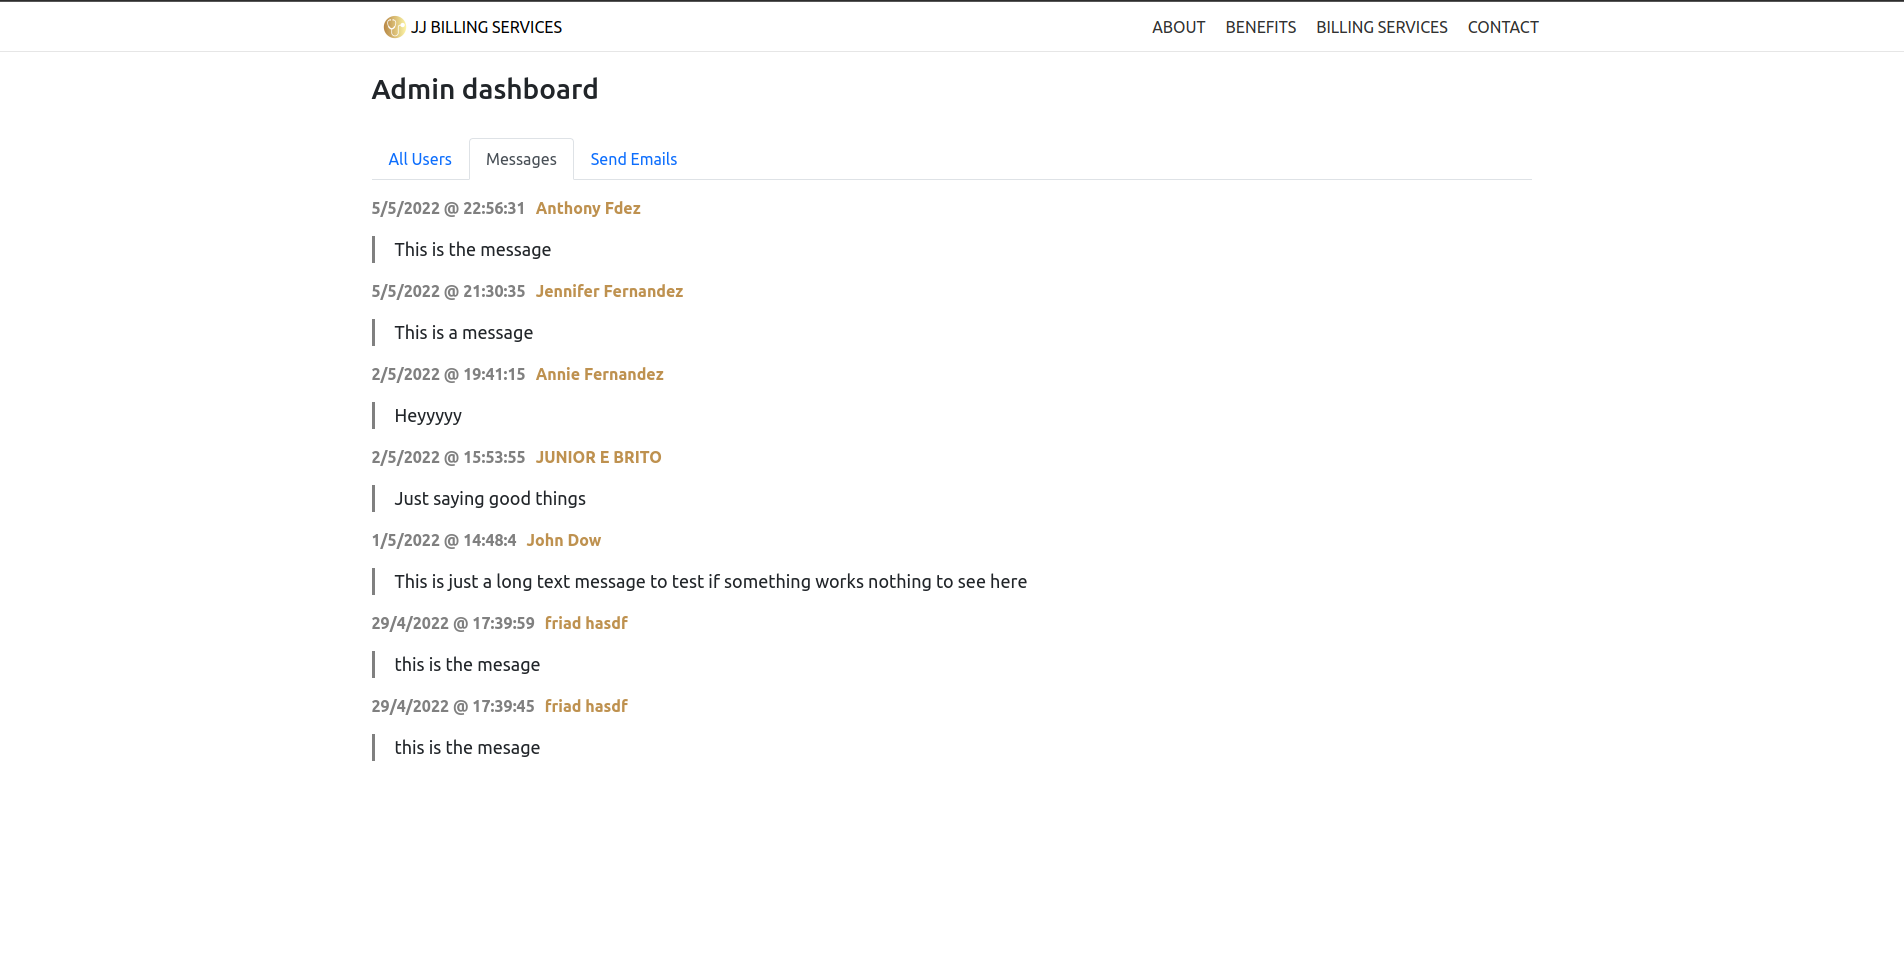 JJ BILLING SERVICES
ABOUT BENEFITS BILLING SERVICES CONTACT
Admin dashboard
All Users Messages Send Emails
5/5/2022 @ 22:56:31 Anthony Fdez
This is the message
5/5/2022 @ 21:30:35 Jennifer Fernandez
This is a message
2/5/2022 @ 19:41:15 Annie Fernandez
Heyyyyy
2/5/2022 @ 15:53:55 JUNIOR E BRITO
Just saying good things
1/5/2022 @ 14:48:4 John Dow
This is just a long text message to test if something works nothing to see here
29/4/2022 @ 17:39:59 friad hasdf
this is the mesage
29/4/2022 @ 17:39:45 friad hasdf
this is the mesage